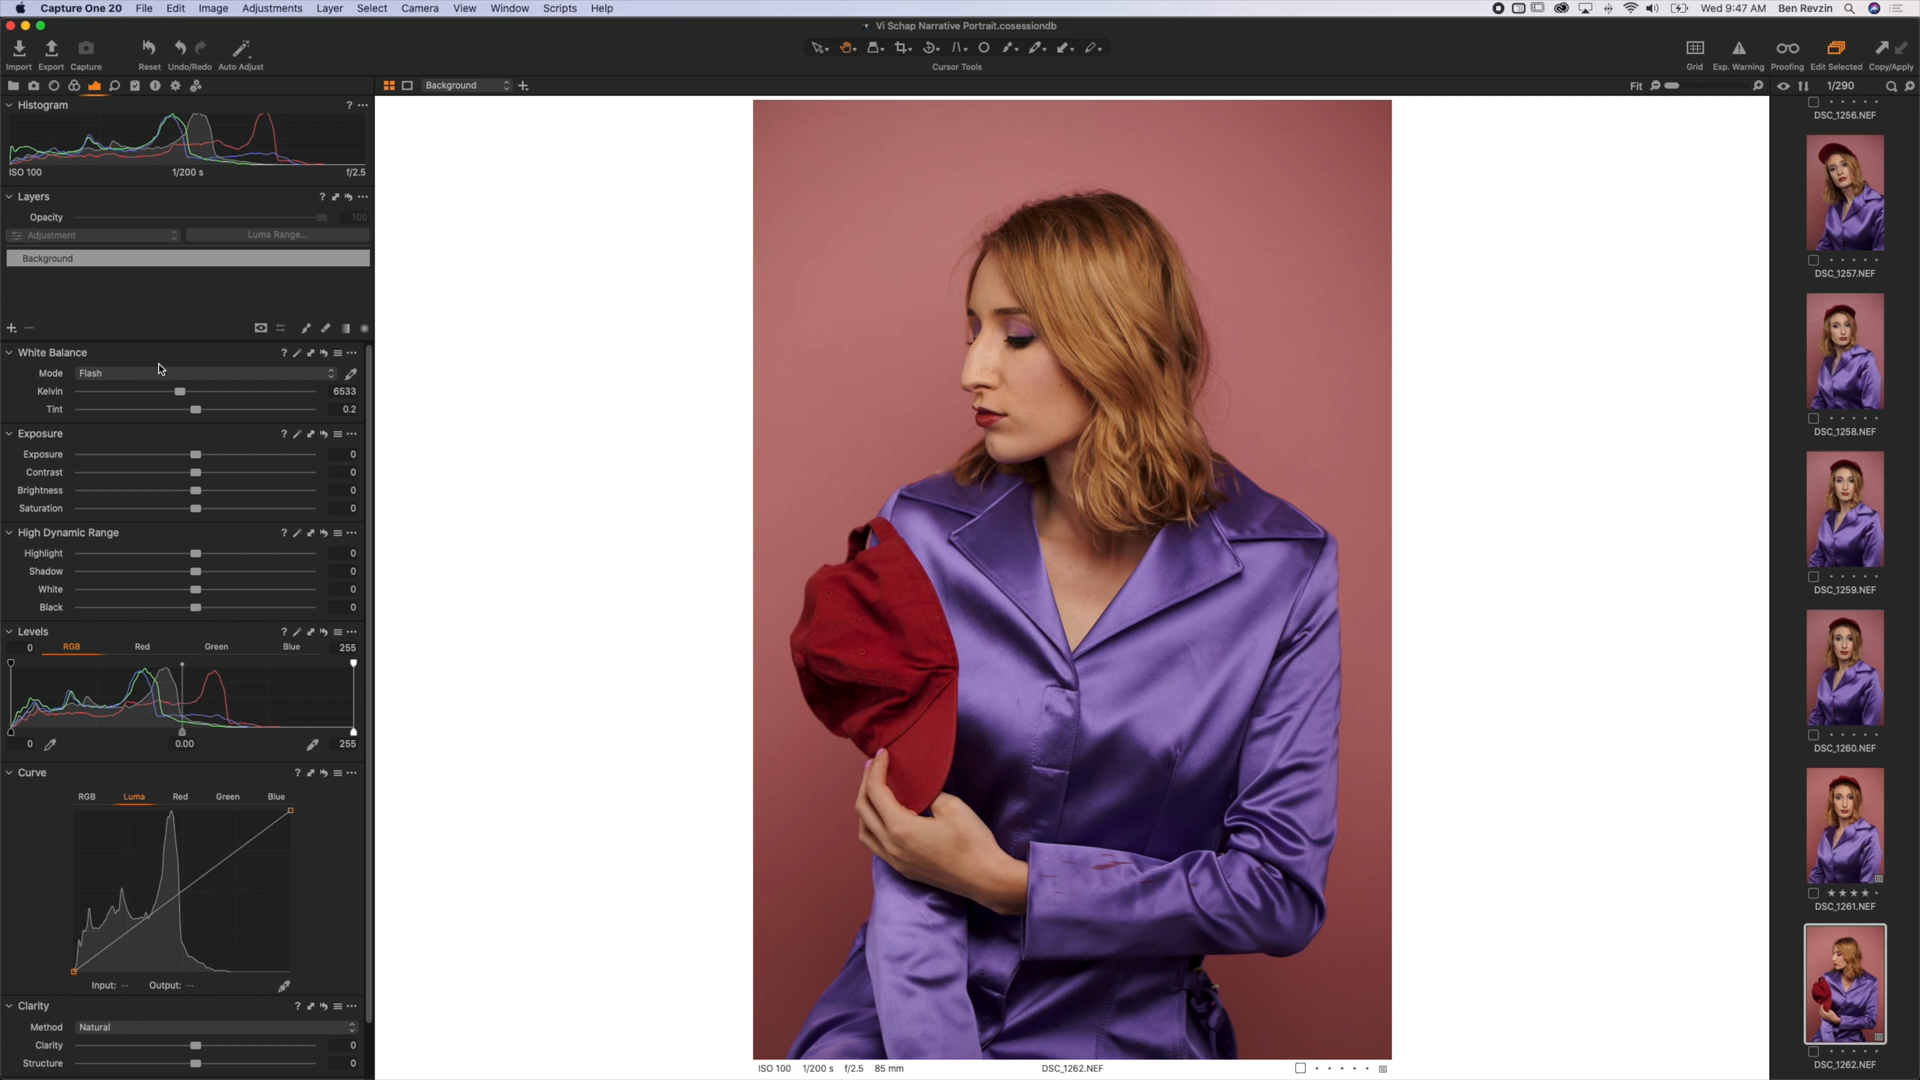 Capture One 20 File Edit Image Adjustments Layer Select Camera View Window Scripts Help Wed 9:47 AM Ben Revzin
Vi Schap Narrative Portrait.cosessiondb
Import Export Capture Reset Undo/Redo Auto Adjust Cursor Tools Grid Exp. Warning Proofing Edit Selected Copy/Apply
Background Fit 1/290
Histogram
ISO 100 1/200 s f/2.5
Layers
Opacity 100
Adjustment Luma Range...
Background
White Balance
Mode Flash
Kelvin 6533
Tint 0.2
Exposure
Exposure 0
Contrast 0
Brightness 0
Saturation 0
High Dynamic Range
Highlight 0
Shadow 0
White 0
Black 0
Levels
0 RGB Red Green Blue 255
0 0.00 255
Curve
RGB Luma Red Green Blue
Input: -- Output: --
Clarity
Method Natural
Clarity 0
Structure 0
ISO 100 1/200 s f/2.5 85 mm DSC_1262.NEF
DSC_1256.NEF
DSC_1257.NEF
DSC_1258.NEF
DSC_1259.NEF
DSC_1260.NEF
DSC_1261.NEF
DSC_1262.NEF